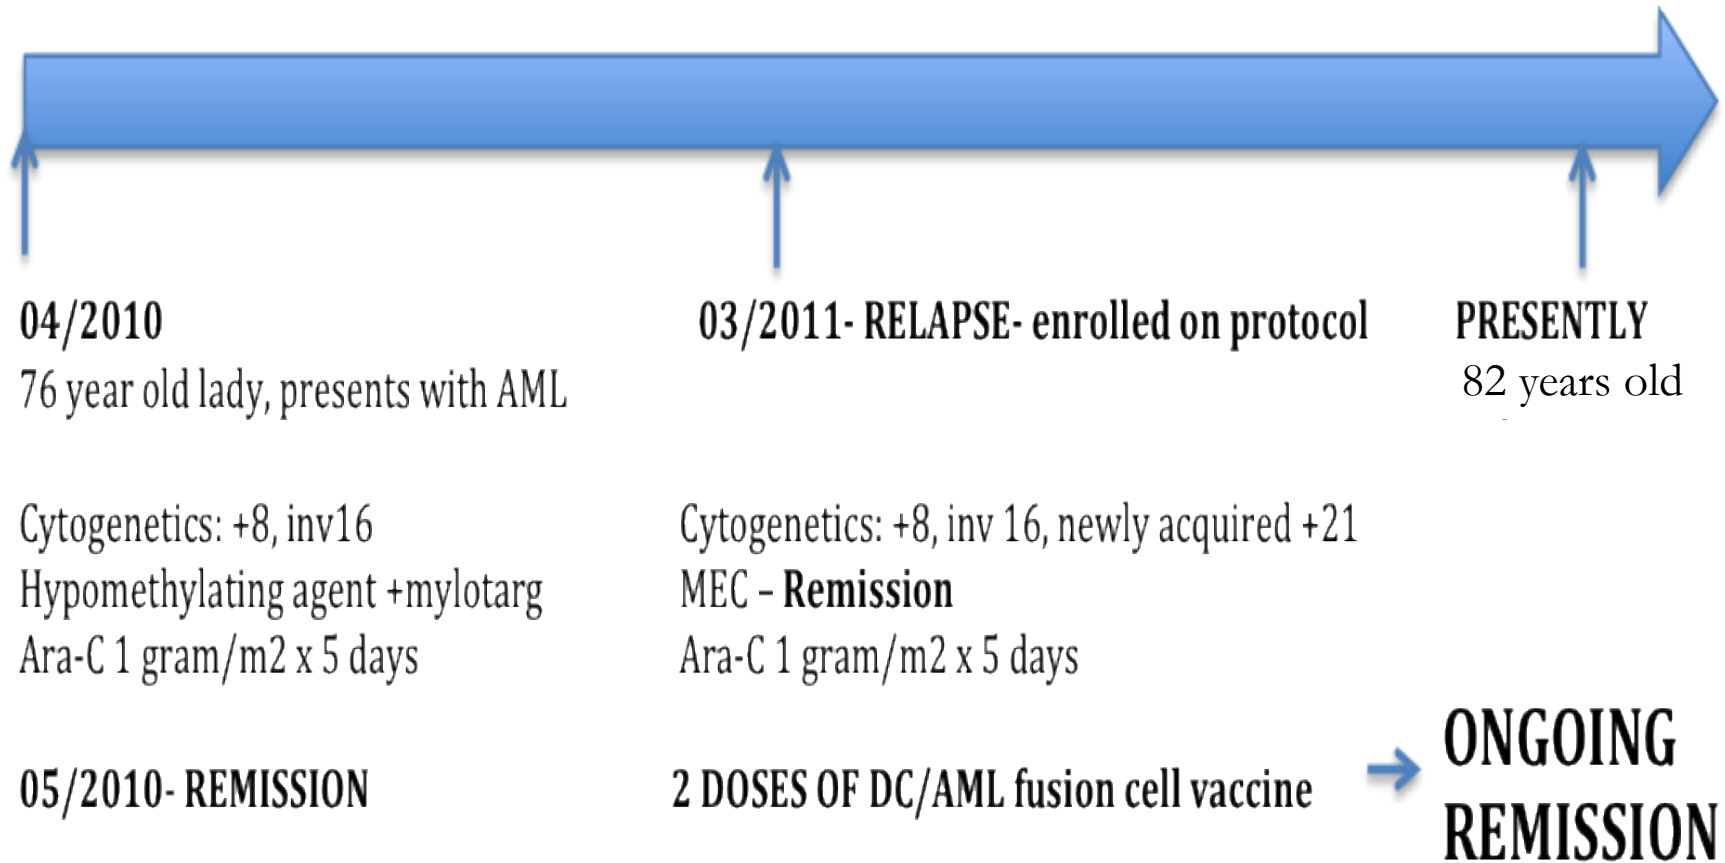 04/2010
76 year old lady, presents with AML
Cytogenetics: +8, inv16
Hypomethylating agent +mylotarg
Ara-C 1 gram/m2 x 5 days
05/2010- REMISSION
03/2011- RELAPSE- enrolled on protocol
Cytogenetics: +8, inv 16, newly acquired +21
MEC – Remission
Ara-C 1 gram/m2 x 5 days
2 DOSES OF DC/AML fusion cell vaccine
PRESENTLY
82 years old
ONGOING
REMISSION